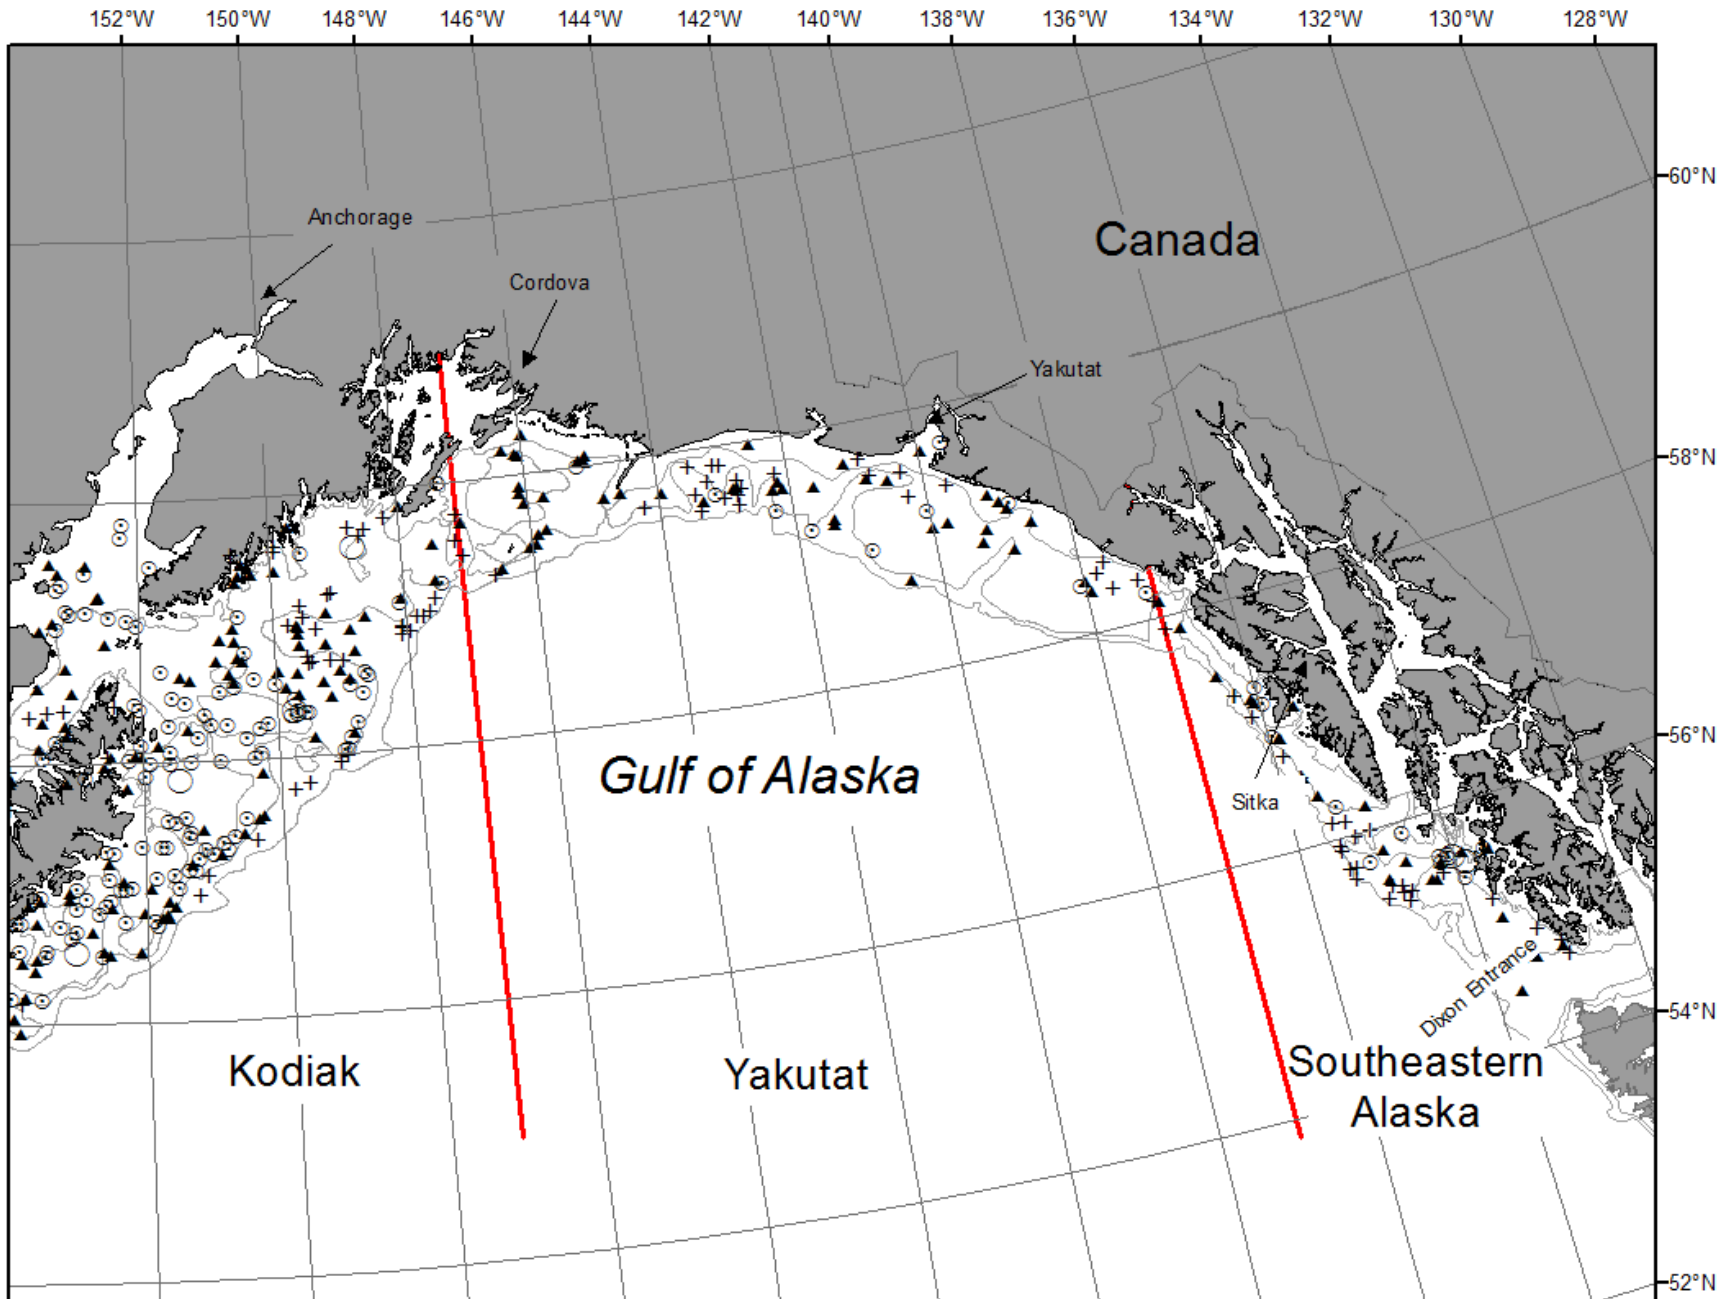 152°W 150°W 148°W 146°W 144°W 142°W 140°W 138°W 136°W 134°W 132°W 130°W 128°W
60°N
Anchorage
Canada
Cordova
Yakutat
58°N
56°N
Gulf of Alaska
Sitka
Dixon Entrance
54°N
Kodiak
Yakutat
Southeastern
Alaska
52°N